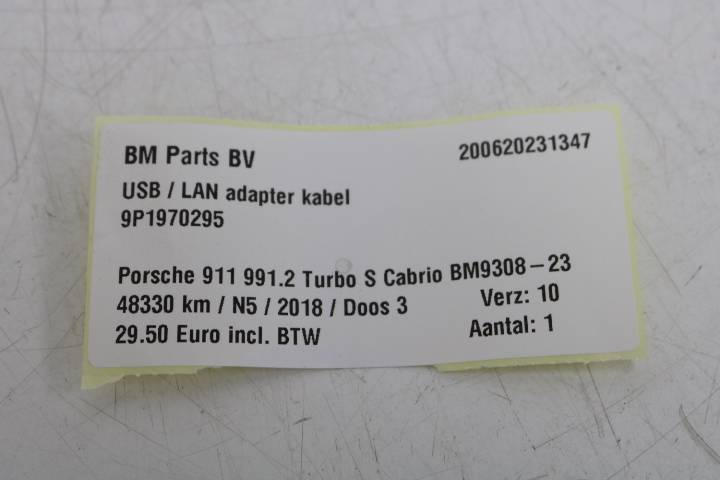 BM Parts BV 200620231347
USB / LAN adapter kabel
9P1970295
Porsche 911 991.2 Turbo S Cabrio BM9308-23
48330 km / N5 / 2018 / Doos 3 Verz: 10
29.50 Euro incl. BTW Aantal: 1